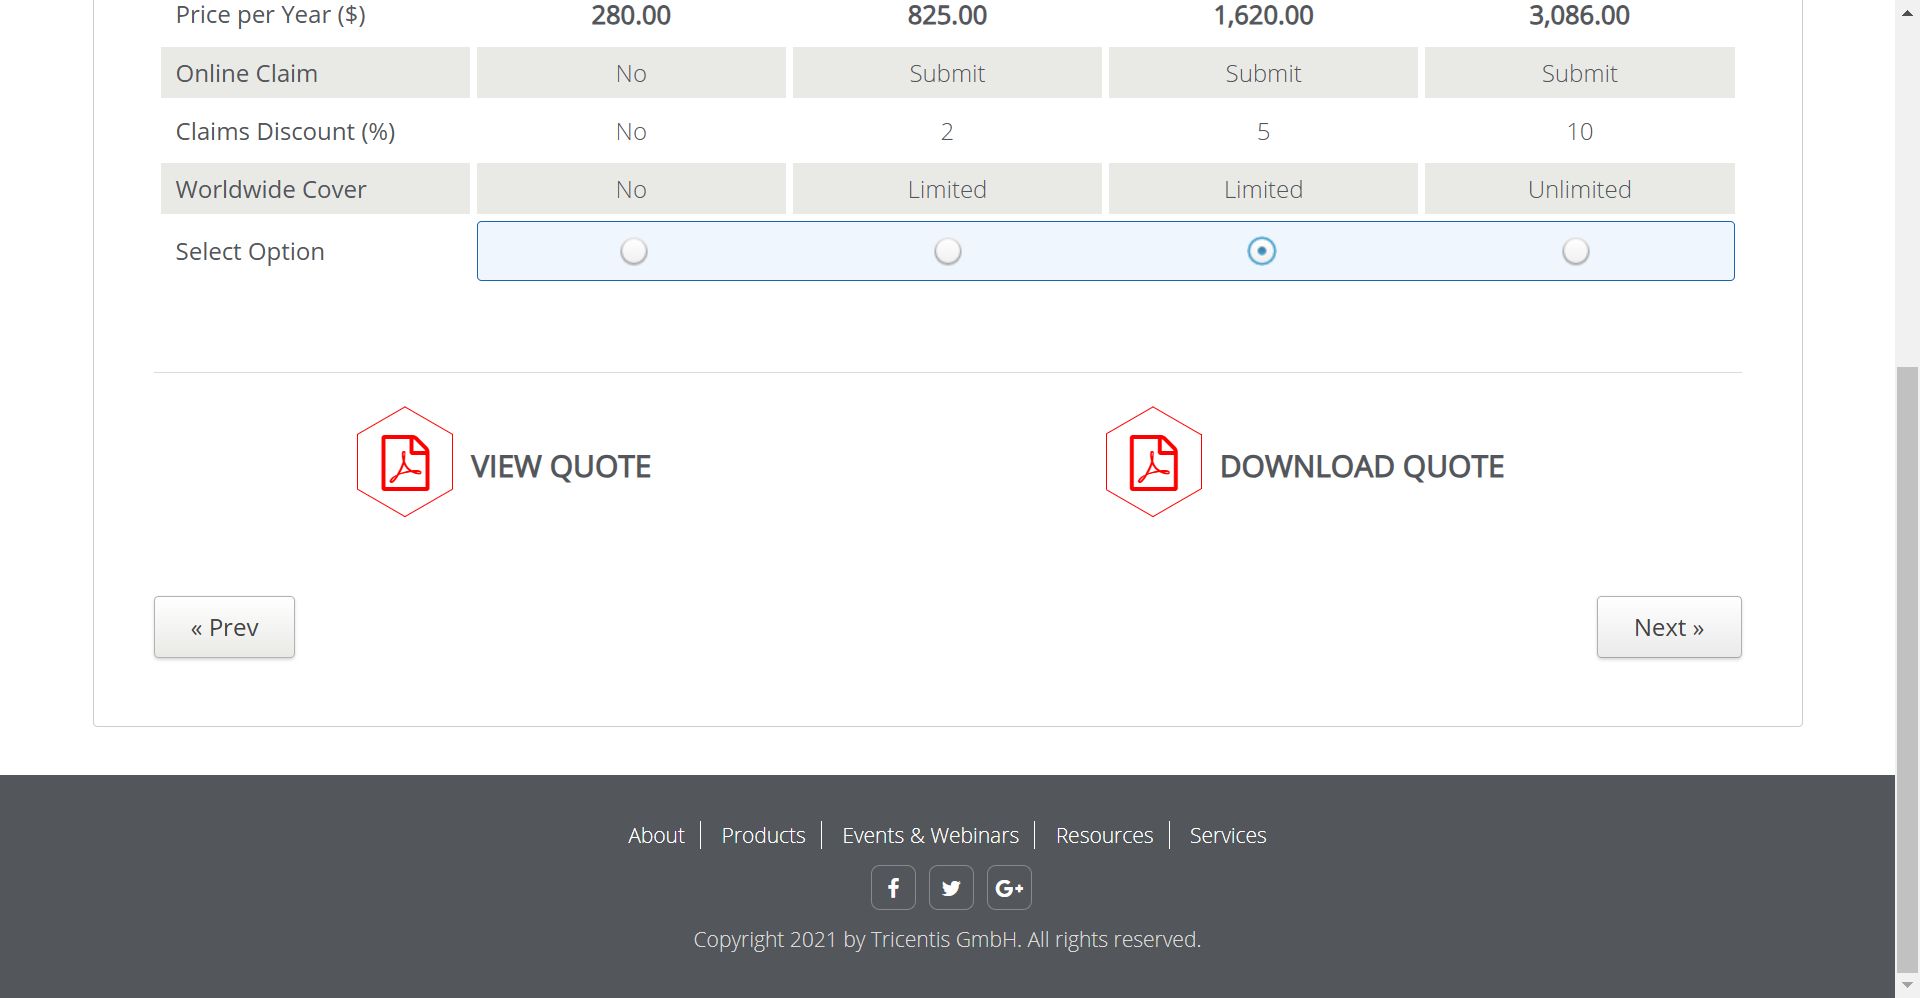 Price per Year ($) 280.00 825.00 1,620.00 3,086.00
Online Claim No Submit Submit Submit
Claims Discount (%) No 2 5 10
Worldwide Cover No Limited Limited Unlimited
Select Option
VIEW QUOTE DOWNLOAD QUOTE
« Prev Next »
About Products Events & Webinars Resources Services
Copyright 2021 by Tricentis GmbH. All rights reserved.